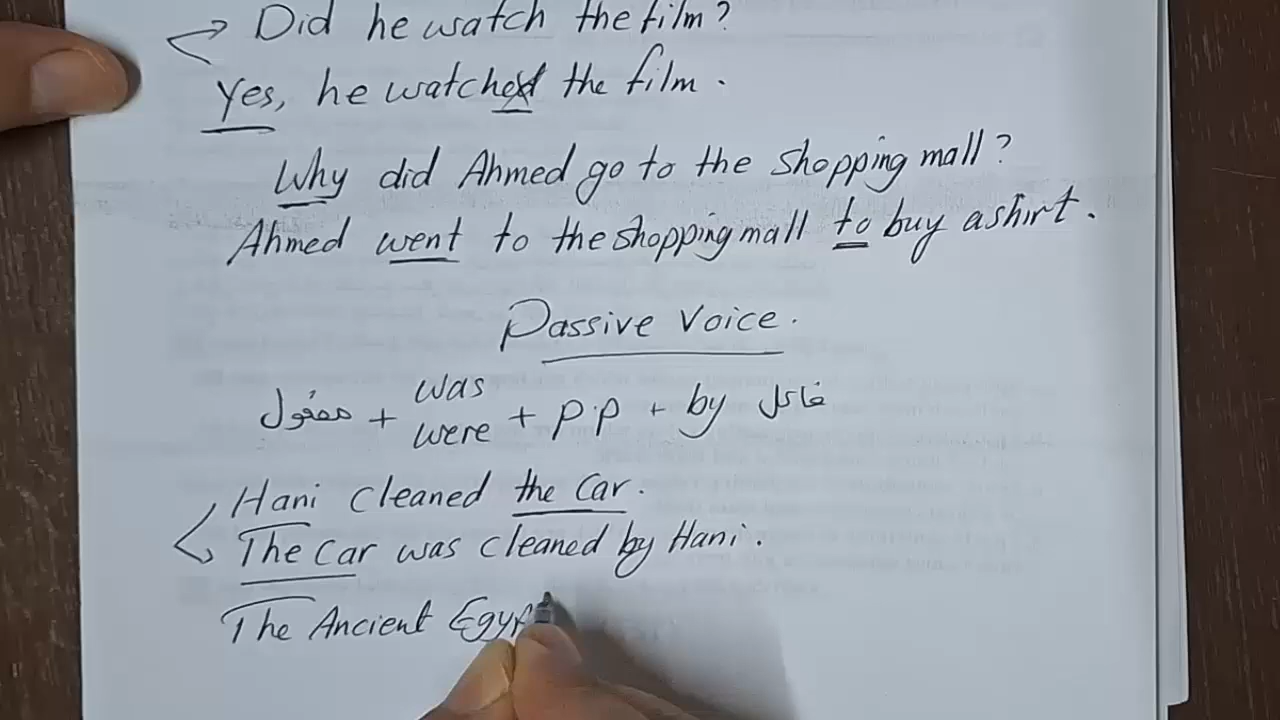 Did he watch the film?
Yes, he watched the film.
Why did Ahmed go to the shopping mall?
Ahmed went to the shopping mall to buy a shirt.
Passive Voice.
مفعول + was were + p.p + by فاعل
Hani cleaned the car.
The car was cleaned by Hani.
The Ancient Egyp